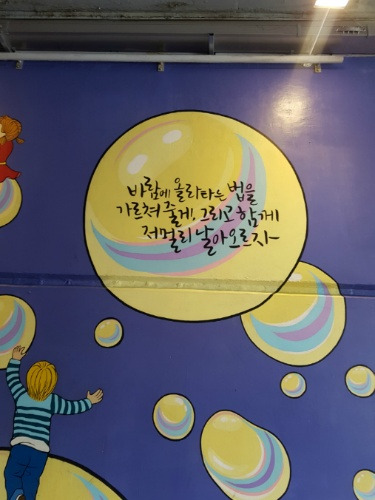 바람에 올라타는 법을
가르쳐 줄게! 그리고 함께
저멀리 날아오르자